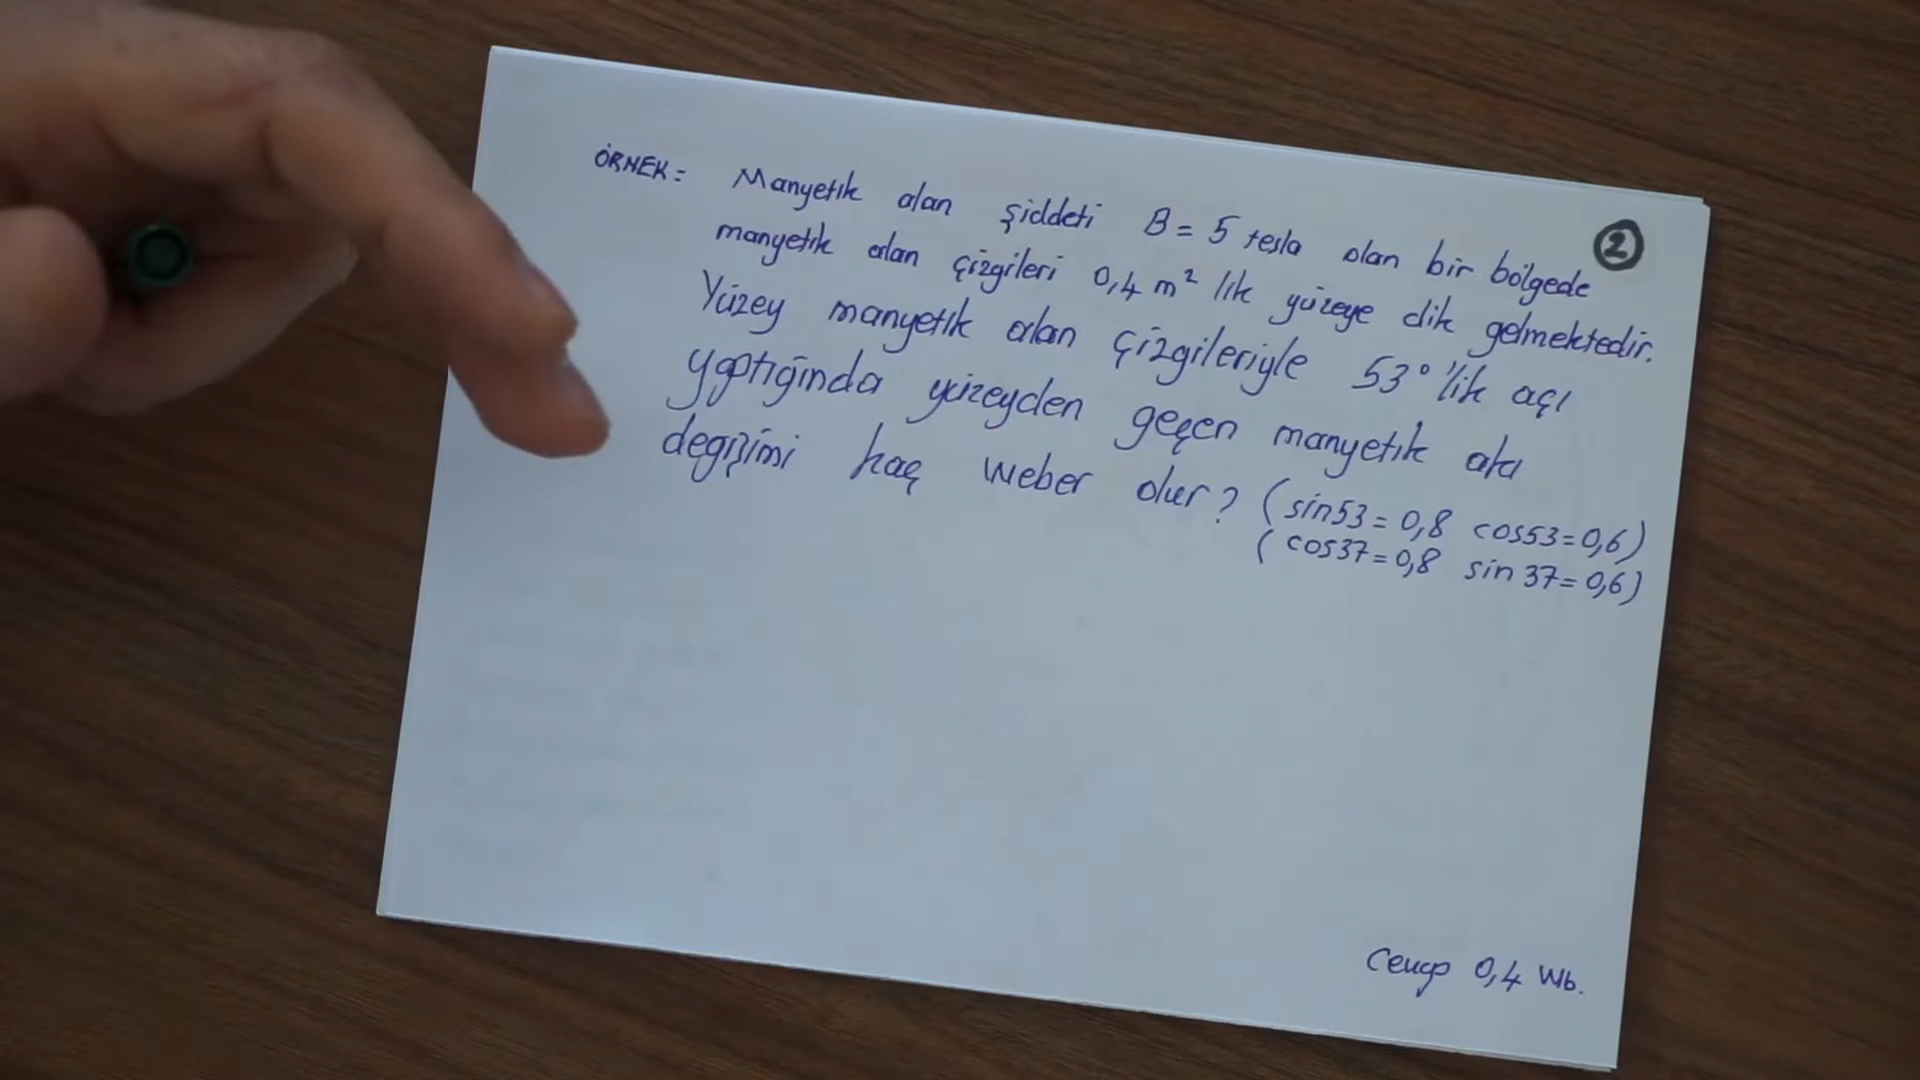 ②
ÖRNEK = Manyetik alan şiddeti B = 5 tesla olan bir bölgede
manyetik alan çizgileri 0,4 m² lik yüzeye dik gelmektedir.
Yüzey manyetik alan çizgileriyle 53°'lik açı
yaptığında yüzeyden geçen manyetik akı
değişimi kaç weber olur? (sin53 = 0,8 cos53 = 0,6)
(cos37 = 0,8 sin 37 = 0,6)
Cevap 0,4 Wb.